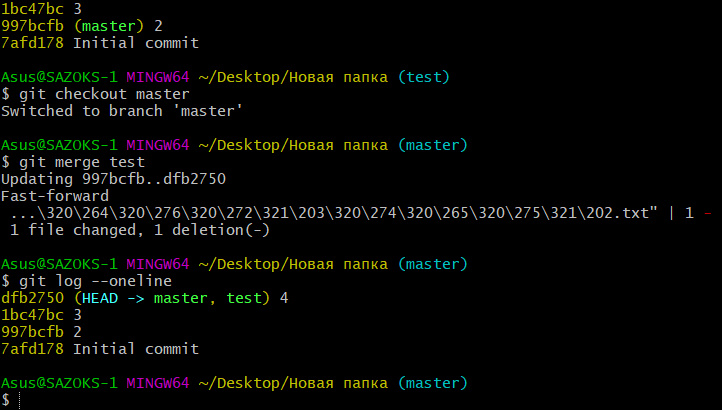 1bc47bc 3
997bcfb (master) 2
7afd178 Initial commit
Asus@SAZOKS-1 MINGW64 ~/Desktop/Новая папка (test)
$ git checkout master
Switched to branch 'master'
Asus@SAZOKS-1 MINGW64 ~/Desktop/Новая папка (master)
$ git merge test
Updating 997bcfb..dfb2750
Fast-forward
...\320\264\320\276\320\272\321\203\320\274\320\265\320\275\321\202.txt" | 1 -
1 file changed, 1 deletion(-)
Asus@SAZOKS-1 MINGW64 ~/Desktop/Новая папка (master)
$ git log --oneline
dfb2750 (HEAD -> master, test) 4
1bc47bc 3
997bcfb 2
7afd178 Initial commit
Asus@SAZOKS-1 MINGW64 ~/Desktop/Новая папка (master)
$